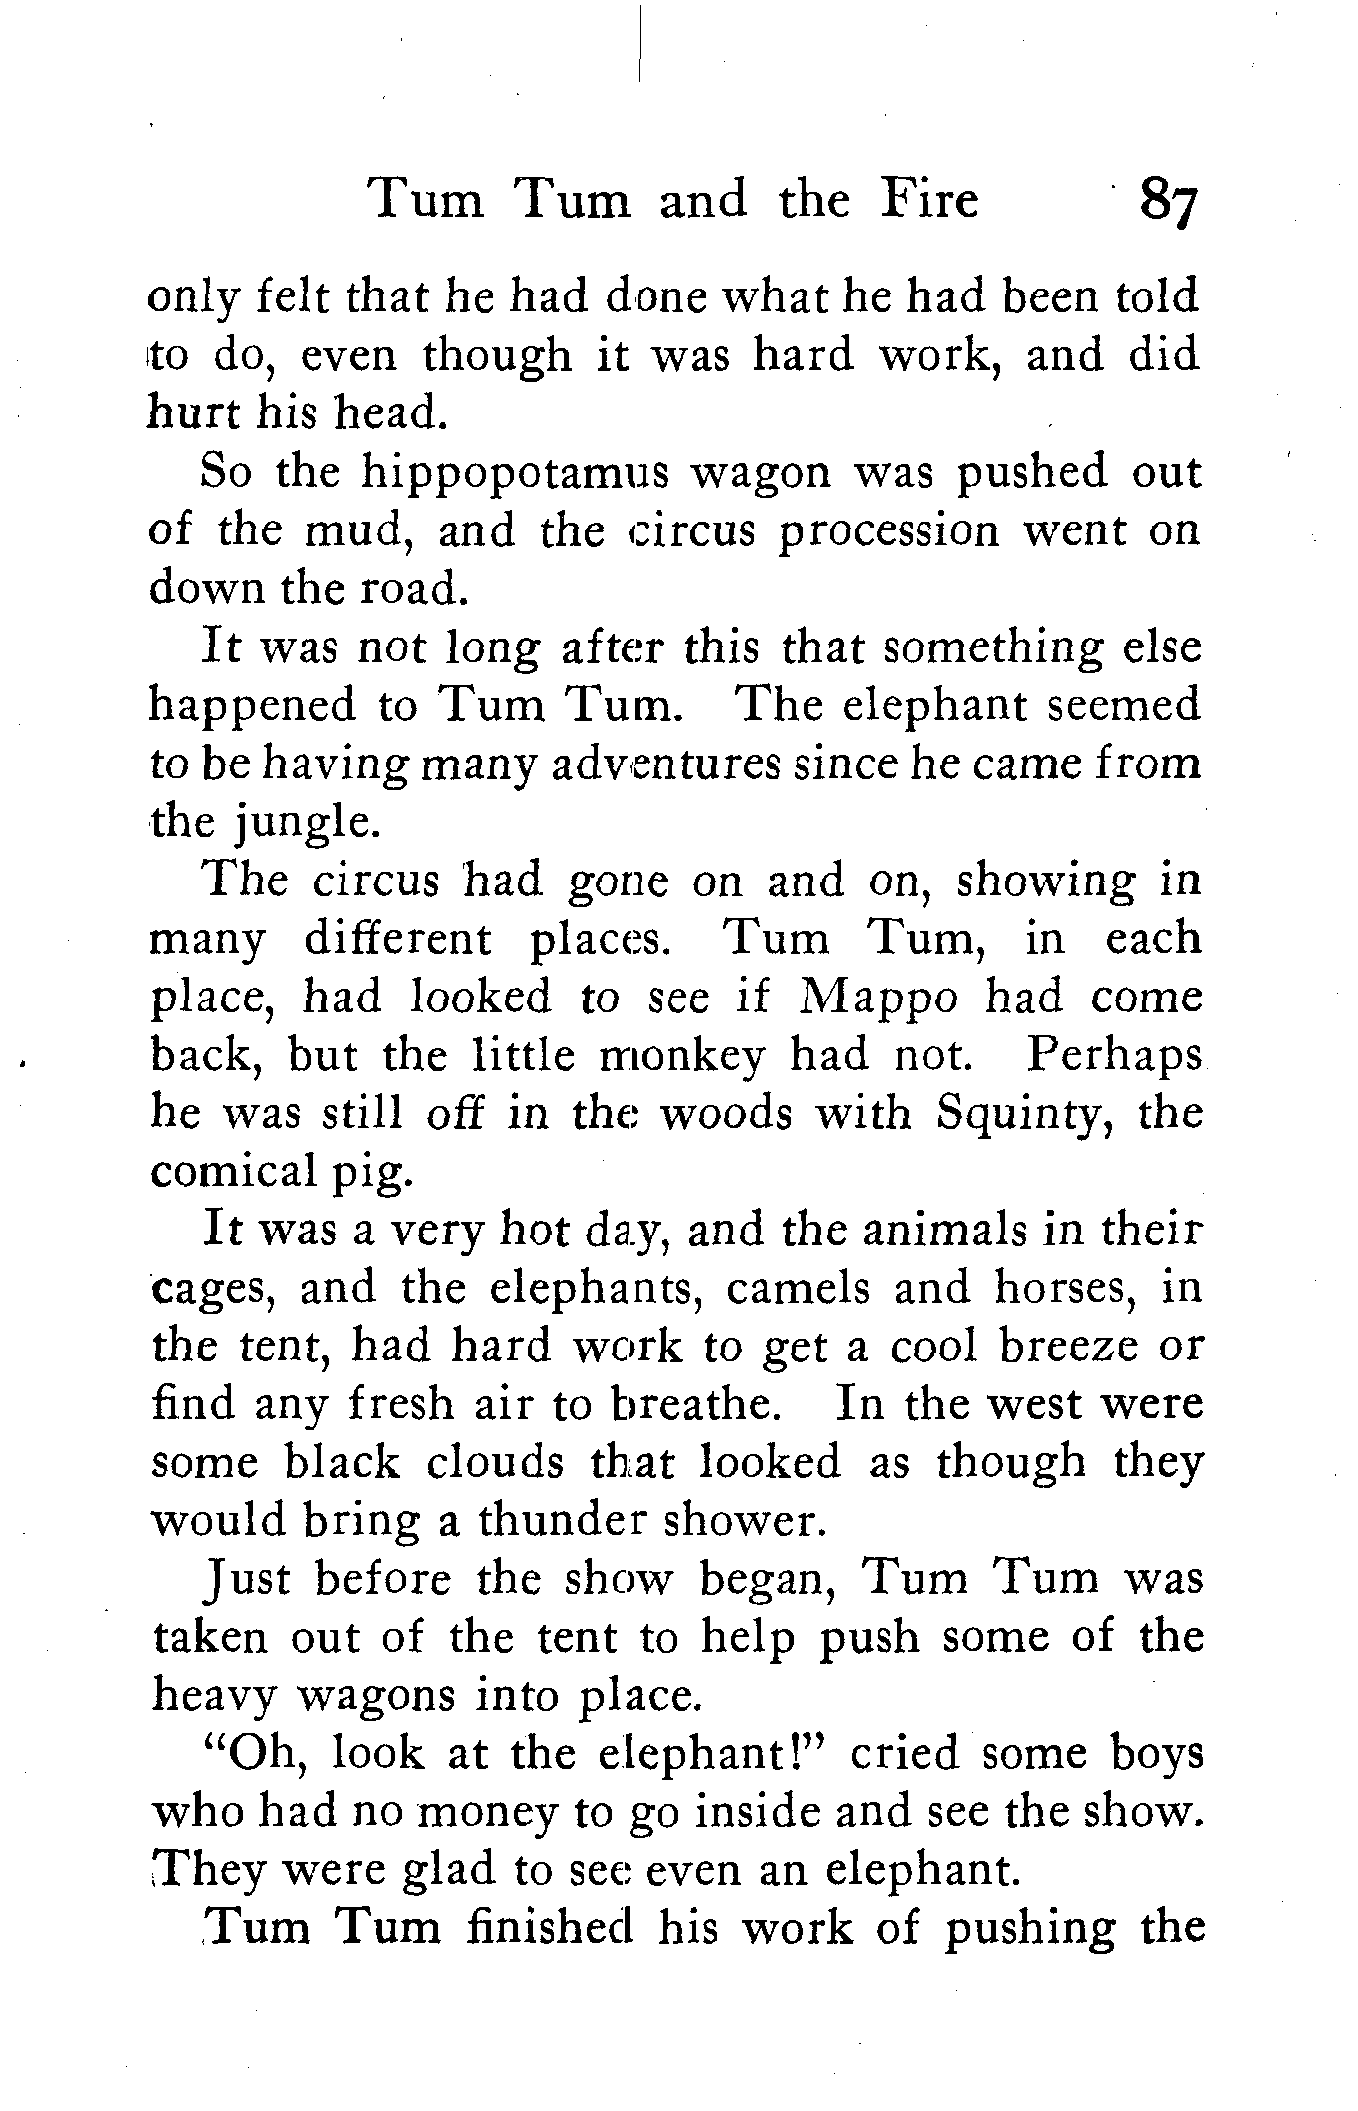 Tum Tum and the Fire 87
only felt that he had done what he had been told
to do, even though it was hard work, and did
hurt his head.
So the hippopotamus wagon was pushed out
of the mud, and the circus procession went on
down the road.
It was not long after this that something else
happened to Tum Tum. The elephant seemed
to be having many adventures since he came from
the jungle.
The circus had gone on and on, showing in
many different places. Tum Tum, in each
place, had looked to see if Mappo had come
back, but the little monkey had not. Perhaps
he was still off in the woods with Squinty, the
comical pig.
It was a very hot day, and the animals in their
cages, and the elephants, camels and horses, in
the tent, had hard work to get a cool breeze or
find any fresh air to breathe. In the west were
some black clouds that looked as though they
would bring a thunder shower.
Just before the show began, Tum Tum was
taken out of the tent to help push some of the
heavy wagons into place.
“Oh, look at the elephant!” cried some boys
who had no money to go inside and see the show.
They were glad to see even an elephant.
Tum Tum finished his work of pushing the